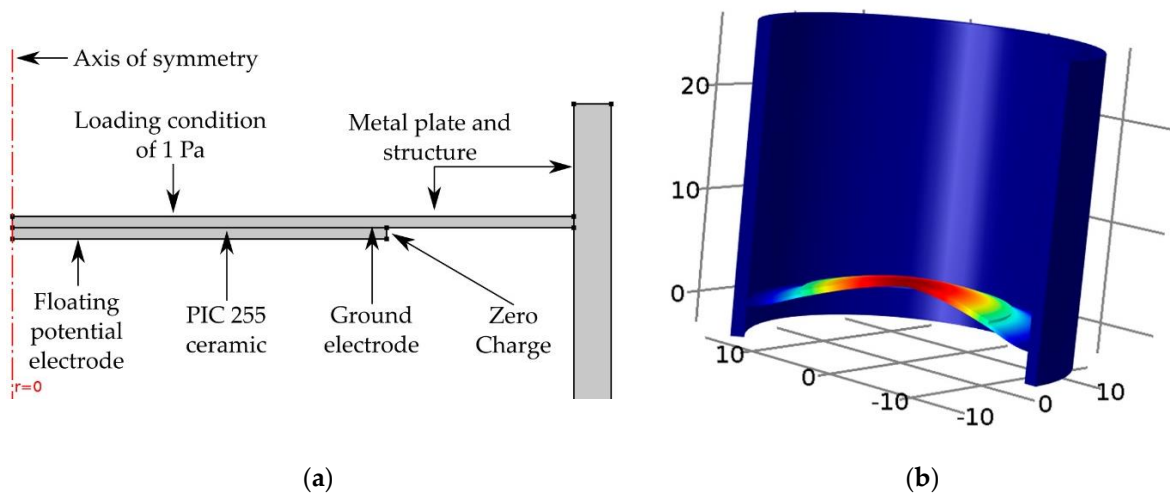 Axis of symmetry
Loading condition
of 1 Pa
Metal plate and
structure
Floating
potential
electrode
PIC 255
ceramic
Ground
electrode
Zero
Charge
r=0
20
10
0
10
0
-10
-10
0
10
(a)
(b)